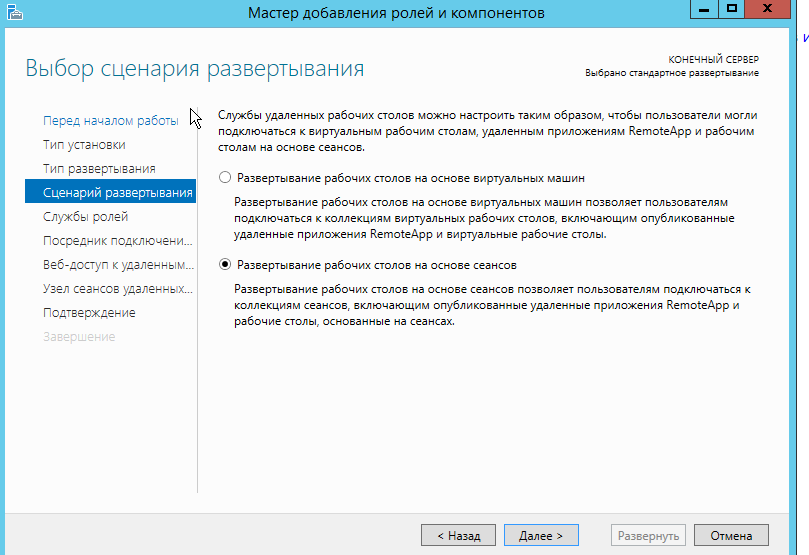 Мастер добавления ролей и компонентов
и
Выбор сценария развертывания
КОНЕЧНЫЙ СЕРВЕР
Выбрано стандартное развертывание
Перед началом работы
Тип установки
Тип развертывания
Сценарий развертывания
Службы ролей
Посредник подключени...
Веб-доступ к удаленным...
Узел сеансов удаленных...
Подтверждение
Завершение
Службы удаленных рабочих столов можно настроить таким образом, чтобы пользователи могли
подключаться к виртуальным рабочим столам, удаленным приложениям RemoteApp и рабочим
столам на основе сеансов.
Развертывание рабочих столов на основе виртуальных машин
Развертывание рабочих столов на основе виртуальных машин позволяет пользователям
подключаться к коллекциям виртуальных рабочих столов, включающим опубликованные
удаленные приложения RemoteApp и виртуальные рабочие столы.
Развертывание рабочих столов на основе сеансов
Развертывание рабочих столов на основе сеансов позволяет пользователям подключаться к
коллекциям сеансов, включающим опубликованные удаленные приложения RemoteApp и
рабочие столы, основанные на сеансах.
< Назад
Далее >
Развернуть
Отмена